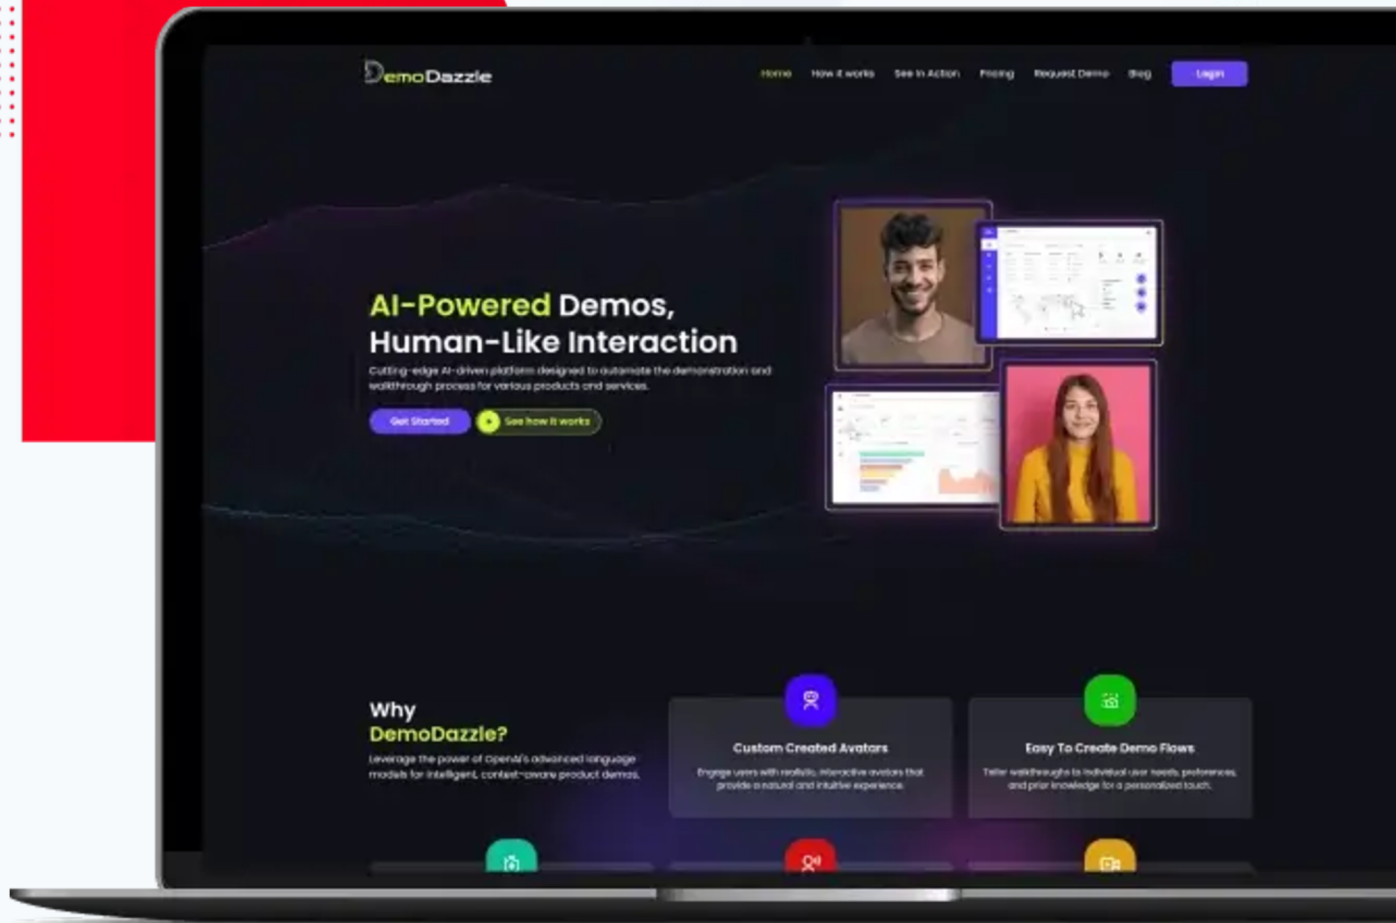 DemoDazzle
Home How it works See In Action Pricing Request Demo Blog Login
AI-Powered Demos,
Human-Like Interaction
Cutting-edge AI-driven platform designed to automate the demonstration and
walkthrough process for various products and services.
Get Started See how it works
Why
DemoDazzle?
Leverage the power of OpenAI's advanced language
models for intelligent, context-aware product demos.
Custom Created Avatars
Engage users with realistic, interactive avatars that
provide a natural and intuitive experience.
Easy To Create Demo Flows
Tailor walkthroughs to individual user needs, preferences,
and prior knowledge for a personalized touch.